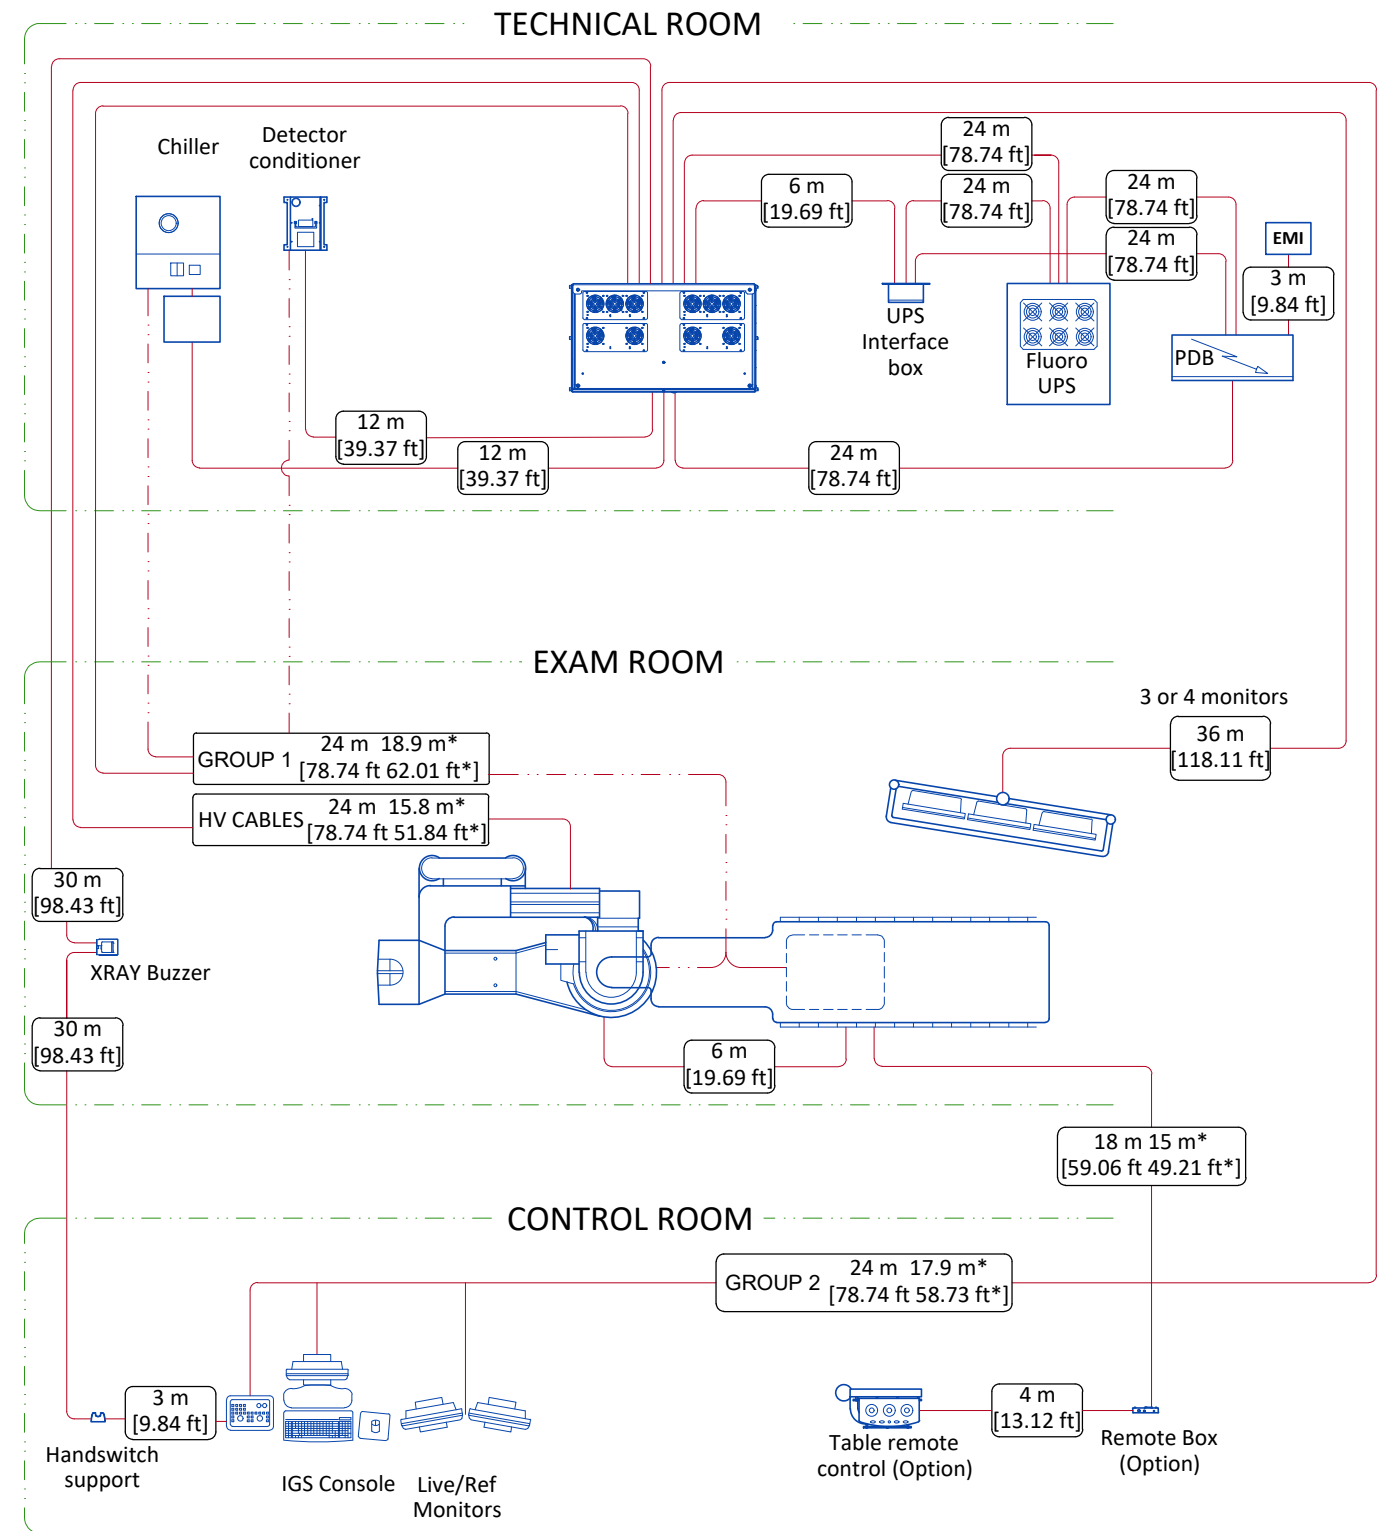 TECHNICAL ROOM
Chiller
Detector
conditioner
24 m
[78.74 ft]
6 m
[19.69 ft]
24 m
[78.74 ft]
24 m
[78.74 ft]
24 m
[78.74 ft]
EMI
3 m
[9.84 ft]
UPS
Interface
box
Fluoro
UPS
PDB
12 m
[39.37 ft]
12 m
[39.37 ft]
24 m
[78.74 ft]
EXAM ROOM
3 or 4 monitors
36 m
[118.11 ft]
GROUP 1 24 m 18.9 m*
[78.74 ft 62.01 ft*]
HV CABLES 24 m 15.8 m*
[78.74 ft 51.84 ft*]
30 m
[98.43 ft]
XRAY Buzzer
30 m
[98.43 ft]
6 m
[19.69 ft]
18 m 15 m*
[59.06 ft 49.21 ft*]
CONTROL ROOM
GROUP 2 24 m 17.9 m*
[78.74 ft 58.73 ft*]
3 m
[9.84 ft]
4 m
[13.12 ft]
Handswitch
support
IGS Console
Live/Ref
Monitors
Table remote
control (Option)
Remote Box
(Option)